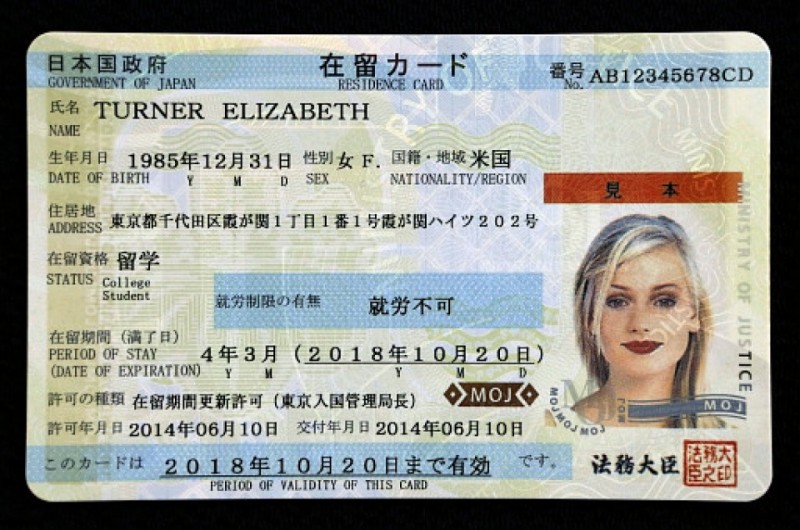 日本国政府 在留カード 番号 AB12345678CD
GOVERNMENT OF JAPAN RESIDENCE CARD No.
氏名 TURNER ELIZABETH
NAME
生年月日 1985年12月31日 性別 女 F. 国籍・地域 米国
DATE OF BIRTH Y M D SEX NATIONALITY/REGION
見 本
住居地 東京都千代田区霞が関1丁目1番1号霞が関ハイツ202号
ADDRESS
在留資格 留学
STATUS College
Student
就労制限の有無 就労不可
在留期間(満了日)
PERIOD OF STAY 4年3月(2018年10月20日)
(DATE OF EXPIRATION) Y M Y M D
MOJ
許可の種類 在留期間更新許可(東京入国管理局長)
許可年月日 2014年06月10日 交付年月日 2014年06月10日
このカードは 2018年10月20日まで有効 です。
PERIOD OF VALIDITY OF THIS CARD
法務大臣
法務大臣之印
MINISTRY OF JUSTICE
MOJ MOJ MOJ MOJ
MOJ